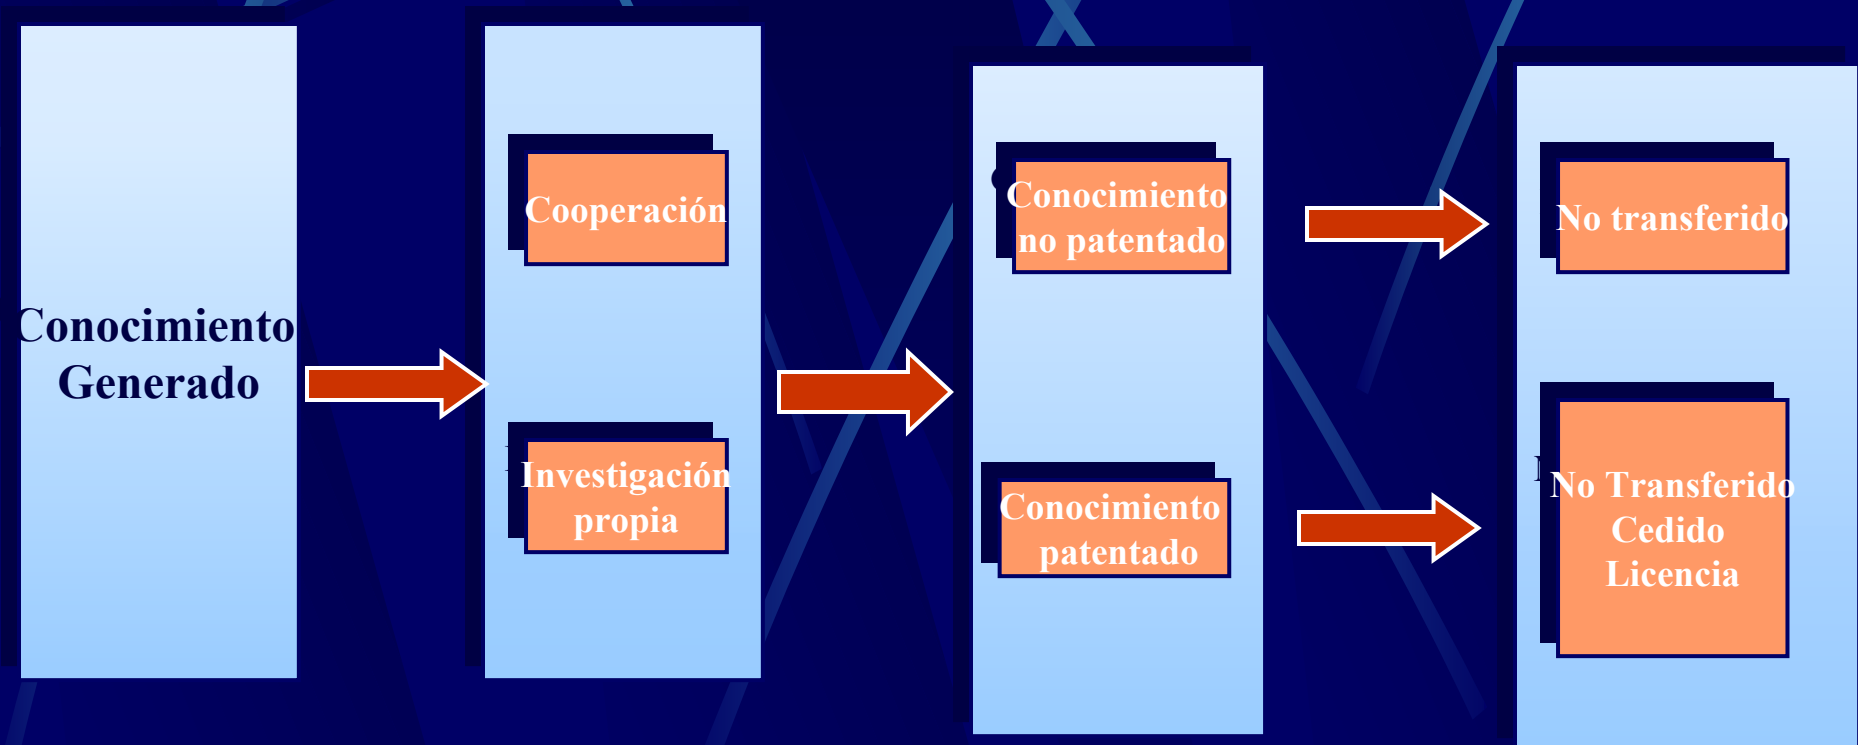 Conocimiento
Generado
Cooperación
Investigación
propia
Conocimiento
no patentado
Conocimiento
patentado
No transferido
No Transferido
Cedido
Licencia